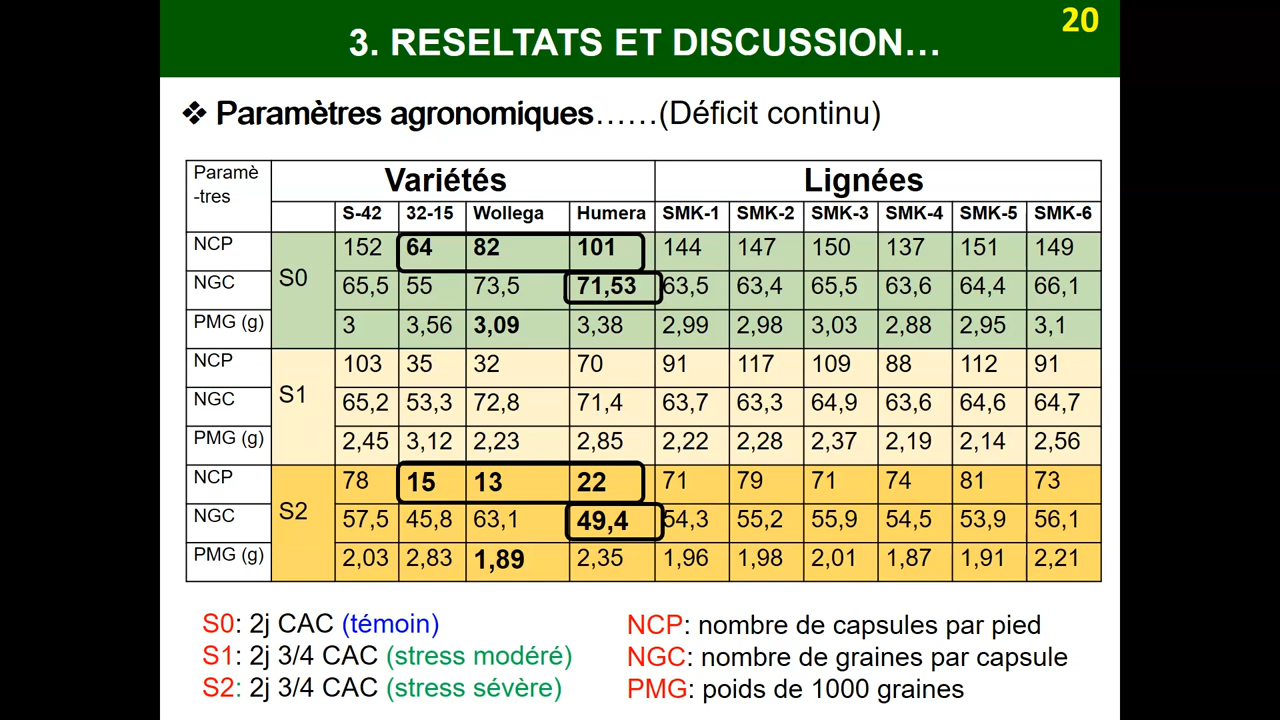 20
3. RESELTATS ET DISCUSSION…
❖ Paramètres agronomiques……(Déficit continu)
Paramè -tres Variétés Lignées
S-42 32-15 Wollega Humera SMK-1 SMK-2 SMK-3 SMK-4 SMK-5 SMK-6
NCP S0 152 64 82 101 144 147 150 137 151 149
NGC 65,5 55 73,5 71,53 63,5 63,4 65,5 63,6 64,4 66,1
PMG (g) 3 3,56 3,09 3,38 2,99 2,98 3,03 2,88 2,95 3,1
NCP S1 103 35 32 70 91 117 109 88 112 91
NGC 65,2 53,3 72,8 71,4 63,7 63,3 64,9 63,6 64,6 64,7
PMG (g) 2,45 3,12 2,23 2,85 2,22 2,28 2,37 2,19 2,14 2,56
NCP S2 78 15 13 22 71 79 71 74 81 73
NGC 57,5 45,8 63,1 49,4 54,3 55,2 55,9 54,5 53,9 56,1
PMG (g) 2,03 2,83 1,89 2,35 1,96 1,98 2,01 1,87 1,91 2,21
S0: 2j CAC (témoin)
S1: 2j 3/4 CAC (stress modéré)
S2: 2j 3/4 CAC (stress sévère)
NCP: nombre de capsules par pied
NGC: nombre de graines par capsule
PMG: poids de 1000 graines